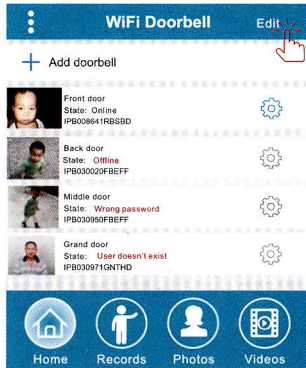 WiFi Doorbell
Edit
Add doorbell
Front door
State: Online
IPB008641RBSBD
Back door
State: Offline
IPB030020FBEFF
Middle door
State: Wrong password
IPB030950FBEFF
Grand door
State: User doesn't exist
IPB030971GNTHD
Home Records Photos Videos